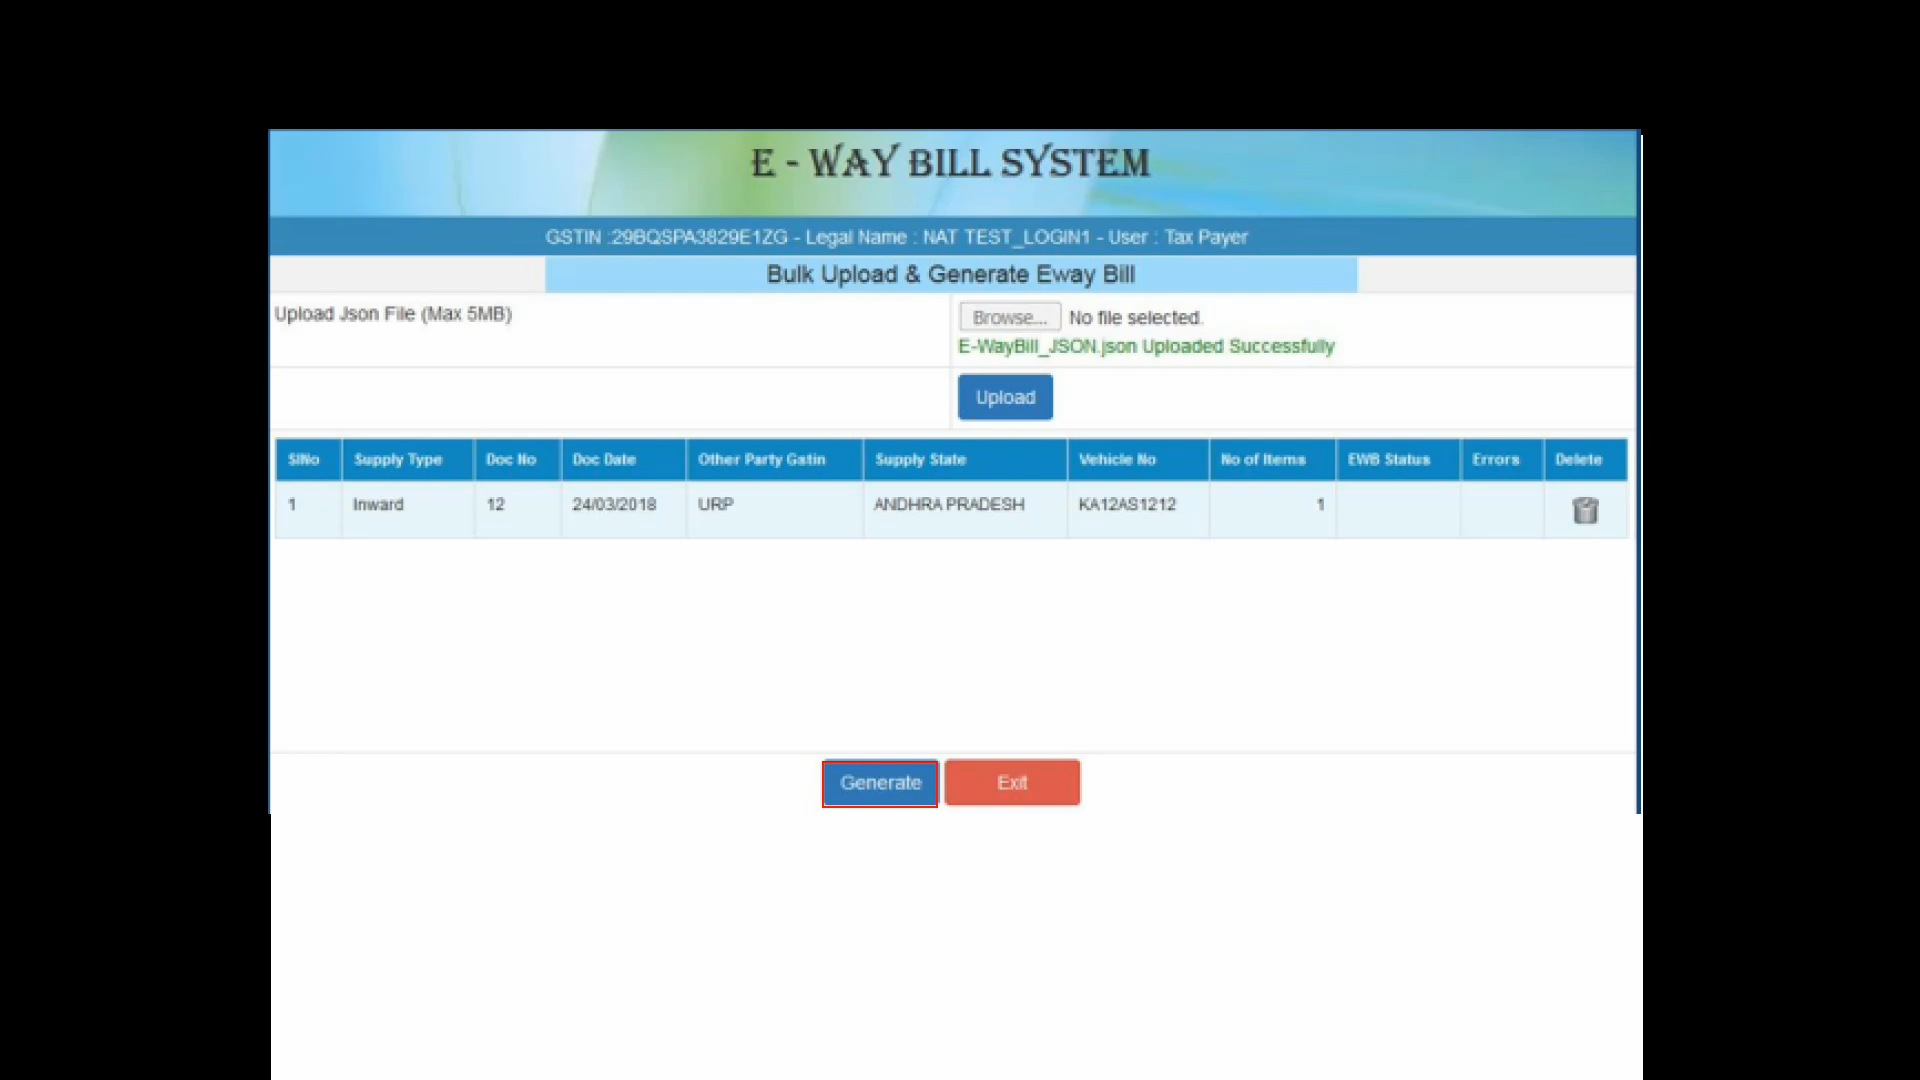 E - WAY BILL SYSTEM
GSTIN :29BQSPA3829E1ZG - Legal Name : NAT TEST_LOGIN1 - User : Tax Payer
Bulk Upload & Generate Eway Bill
Upload Json File (Max 5MB)
Browse... No file selected.
E-WayBill_JSON.json Uploaded Successfully
Upload
SlNo Supply Type Doc No Doc Date Other Party Gstin Supply State Vehicle No No of Items EWB Status Errors Delete
1 Inward 12 24/03/2018 URP ANDHRA PRADESH KA12AS1212 1
Generate Exit